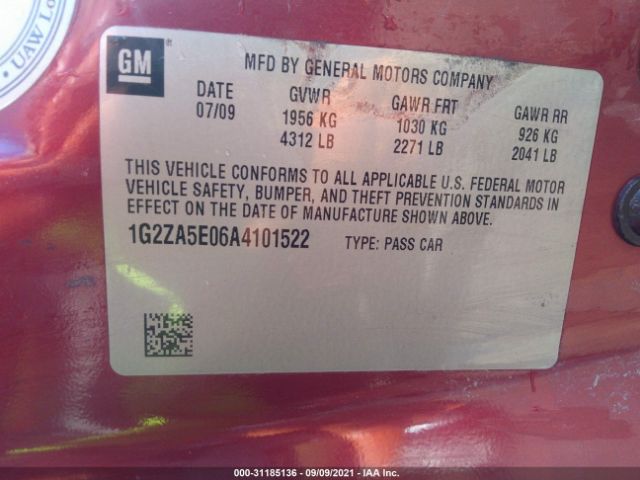 UAW Lo
GM
MFD BY GENERAL MOTORS COMPANY
DATE GVWR GAWR FRT GAWR RR
07/09 1956 KG 1030 KG 926 KG
4312 LB 2271 LB 2041 LB
THIS VEHICLE CONFORMS TO ALL APPLICABLE U.S. FEDERAL MOTOR
VEHICLE SAFETY, BUMPER, AND THEFT PREVENTION STANDARDS IN
EFFECT ON THE DATE OF MANUFACTURE SHOWN ABOVE.
1G2ZA5E06A4101522 TYPE: PASS CAR
000-31185136 - 09/09/2021 - IAA Inc.